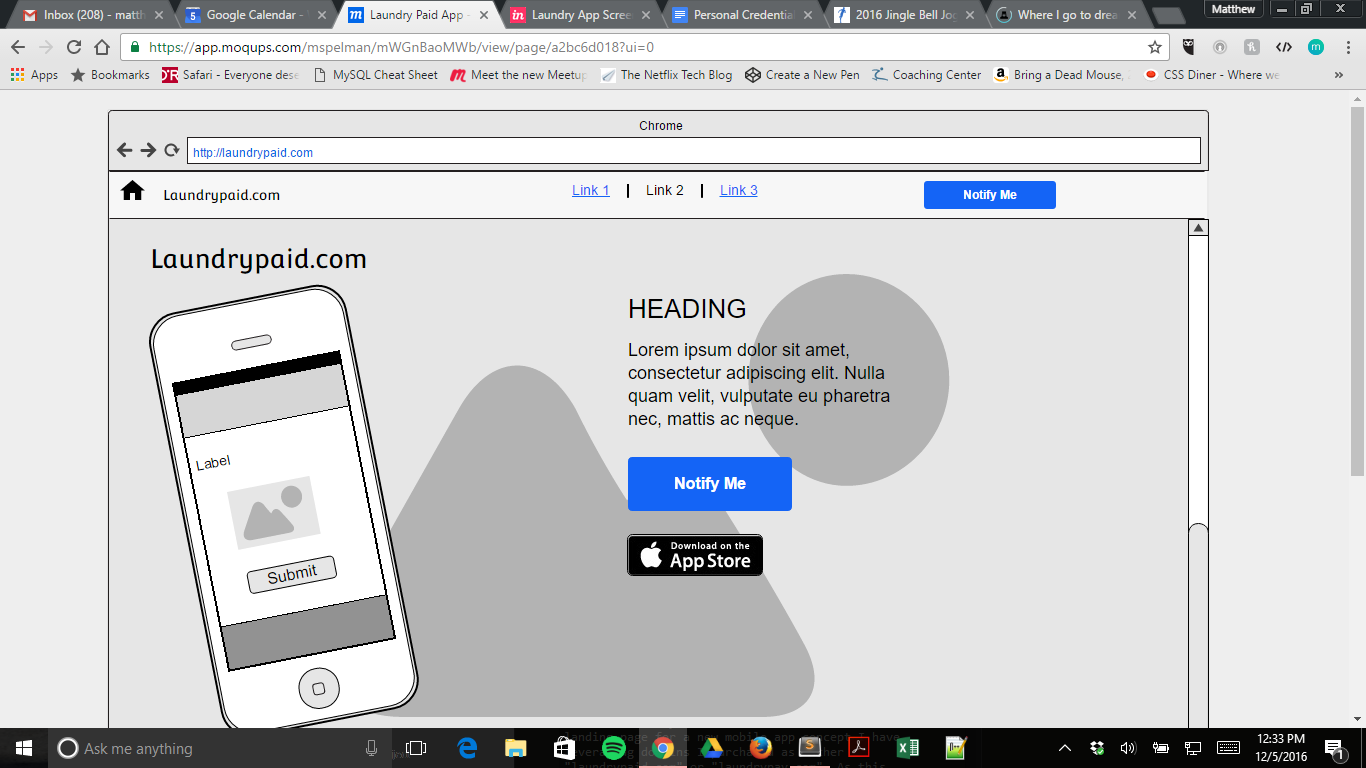 Inbox (208) - matth
Google Calendar -
Laundry Paid App -
Laundry App Scree
Personal Credentia
2016 Jingle Bell Jog
Where I go to drea
Matthew
https://app.moqups.com/mspelman/mWGnBaoMWb/view/page/a2bc6d018?ui=0
Apps
Bookmarks
Safari - Everyone dese
MySQL Cheat Sheet
Meet the new Meetup
The Netflix Tech Blog
Create a New Pen
Coaching Center
Bring a Dead Mouse,
CSS Diner - Where we
Chrome
http://laundrypaid.com
Laundrypaid.com
Link 1 | Link 2 | Link 3
Notify Me
Laundrypaid.com
Label
Submit
HEADING
Lorem ipsum dolor sit amet,
consectetur adipiscing elit. Nulla
quam velit, vulputate eu pharetra
nec, mattis ac neque.
Notify Me
Download on the
App Store
Ask me anything
12:33 PM
12/5/2016